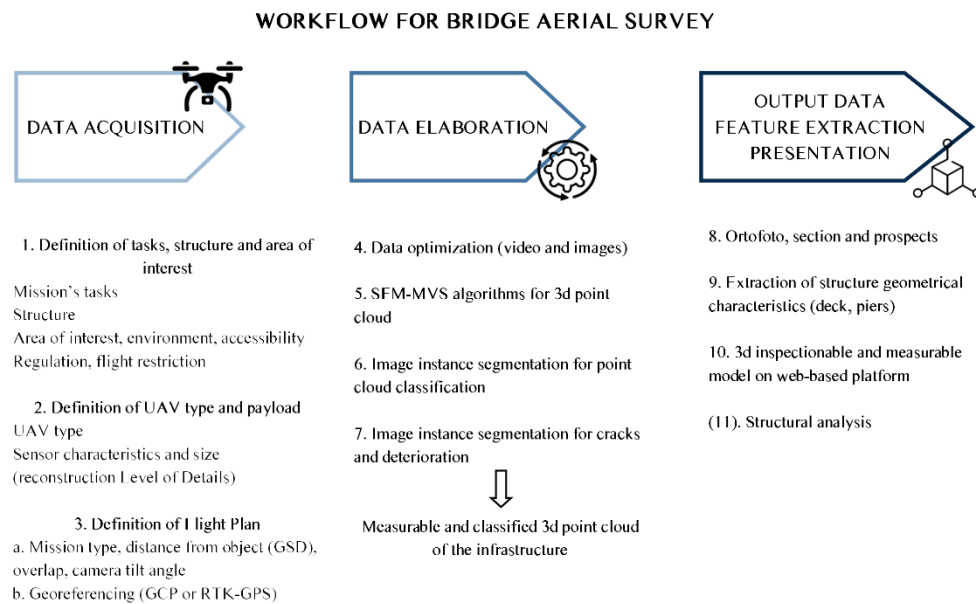 WORKFLOW FOR BRIDGE AERIAL SURVEY
DATA ACQUISITION
1. Definition of tasks, structure and area of
interest
Mission's tasks
Structure
Area of interest, environment, accessibility
Regulation, flight restriction
2. Definition of UAV type and payload
UAV type
Sensor characteristics and size
(reconstruction Level of Details)
3. Definition of Flight Plan
a. Mission type, distance from object (GSD),
overlap, camera tilt angle
b. Georeferencing (GCP or RTK-GPS)
DATA ELABORATION
4. Data optimization (video and images)
5. SFM-MVS algorithms for 3d point
cloud
6. Image instance segmentation for point
cloud classification
7. Image instance segmentation for cracks
and deterioration
Measurable and classified 3d point cloud
of the infrastructure
OUTPUT DATA
FEATURE EXTRACTION
PRESENTATION
8. Ortofoto, section and prospects
9. Extraction of structure geometrical
characteristics (deck, piers)
10. 3d inspectionable and measurable
model on web-based platform
(11). Structural analysis